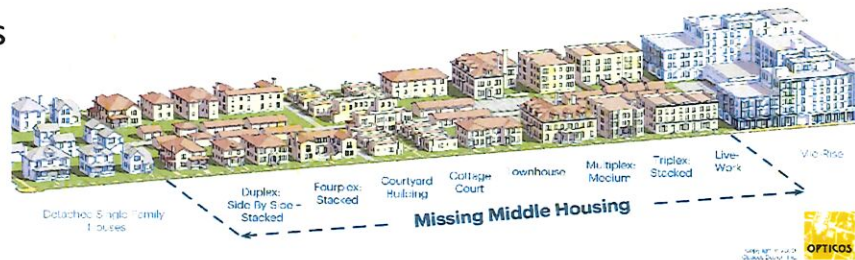 s
Detached Single Family
Houses
Duplex:
Side By Side -
Stacked
Fourplex:
Stacked
Courtyard
Building
Cottage
Court
ownhouse
Multiplex:
Medium
Triplex:
Stacked
Live-
Work
Mid-Rise
Missing Middle Housing
OPTICOS